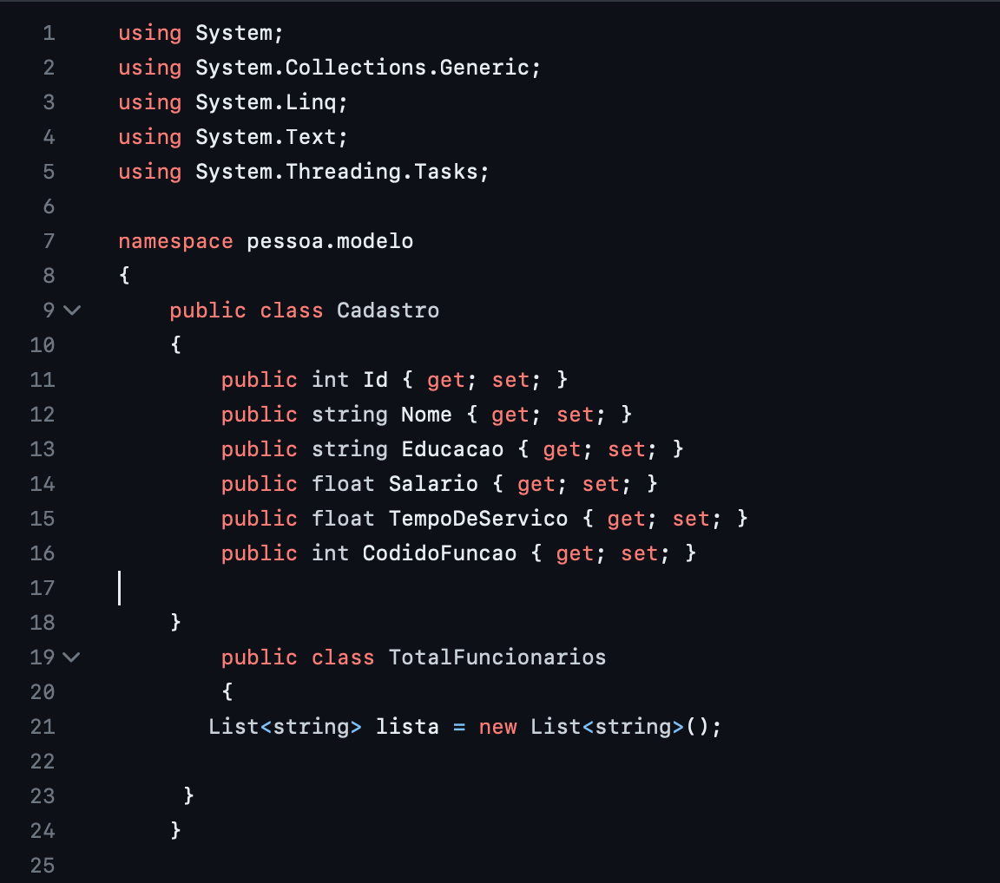 1 using System;
2 using System.Collections.Generic;
3 using System.Linq;
4 using System.Text;
5 using System.Threading.Tasks;
6
7 namespace pessoa.modelo
8 {
9     public class Cadastro
10     {
11         public int Id { get; set; }
12         public string Nome { get; set; }
13         public string Educacao { get; set; }
14         public float Salario { get; set; }
15         public float TempoDeServico { get; set; }
16         public int CodidoFuncao { get; set; }
17
18     }
19         public class TotalFuncionarios
20         {
21        List<string> lista = new List<string>();
22
23      }
24     }
25